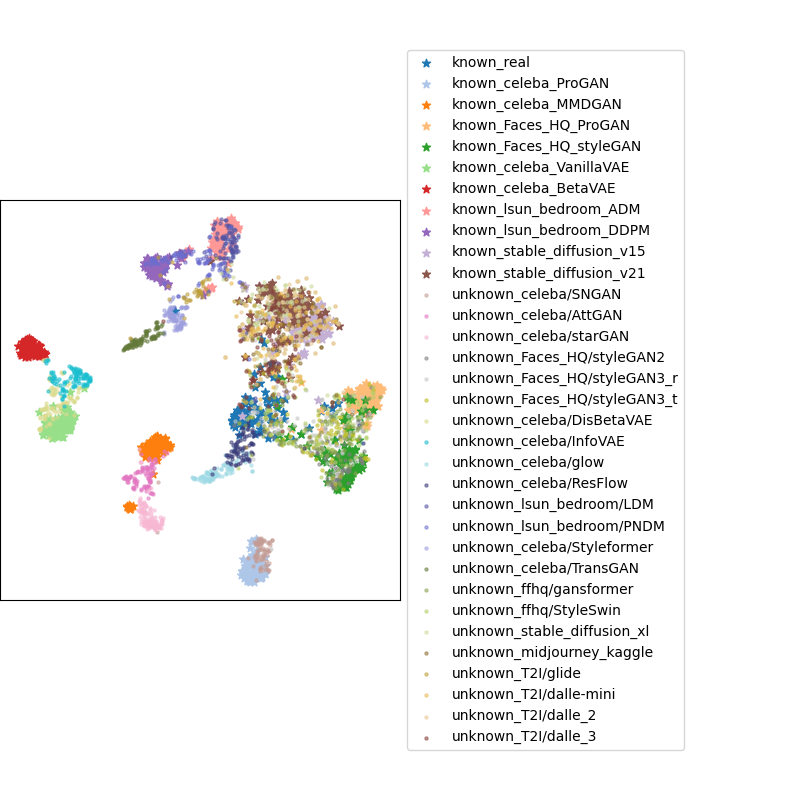 known_real
known_celeba_ProGAN
known_celeba_MMDGAN
known_Faces_HQ_ProGAN
known_Faces_HQ_styleGAN
known_celeba_VanillaVAE
known_celeba_BetaVAE
known_lsun_bedroom_ADM
known_lsun_bedroom_DDPM
known_stable_diffusion_v15
known_stable_diffusion_v21
unknown_celeba/SNGAN
unknown_celeba/AttGAN
unknown_celeba/starGAN
unknown_Faces_HQ/styleGAN2
unknown_Faces_HQ/styleGAN3_r
unknown_Faces_HQ/styleGAN3_t
unknown_celeba/DisBetaVAE
unknown_celeba/InfoVAE
unknown_celeba/glow
unknown_celeba/ResFlow
unknown_lsun_bedroom/LDM
unknown_lsun_bedroom/PNDM
unknown_celeba/Styleformer
unknown_celeba/TransGAN
unknown_ffhq/gansformer
unknown_ffhq/StyleSwin
unknown_stable_diffusion_xl
unknown_midjourney_kaggle
unknown_T2I/glide
unknown_T2I/dalle-mini
unknown_T2I/dalle_2
unknown_T2I/dalle_3